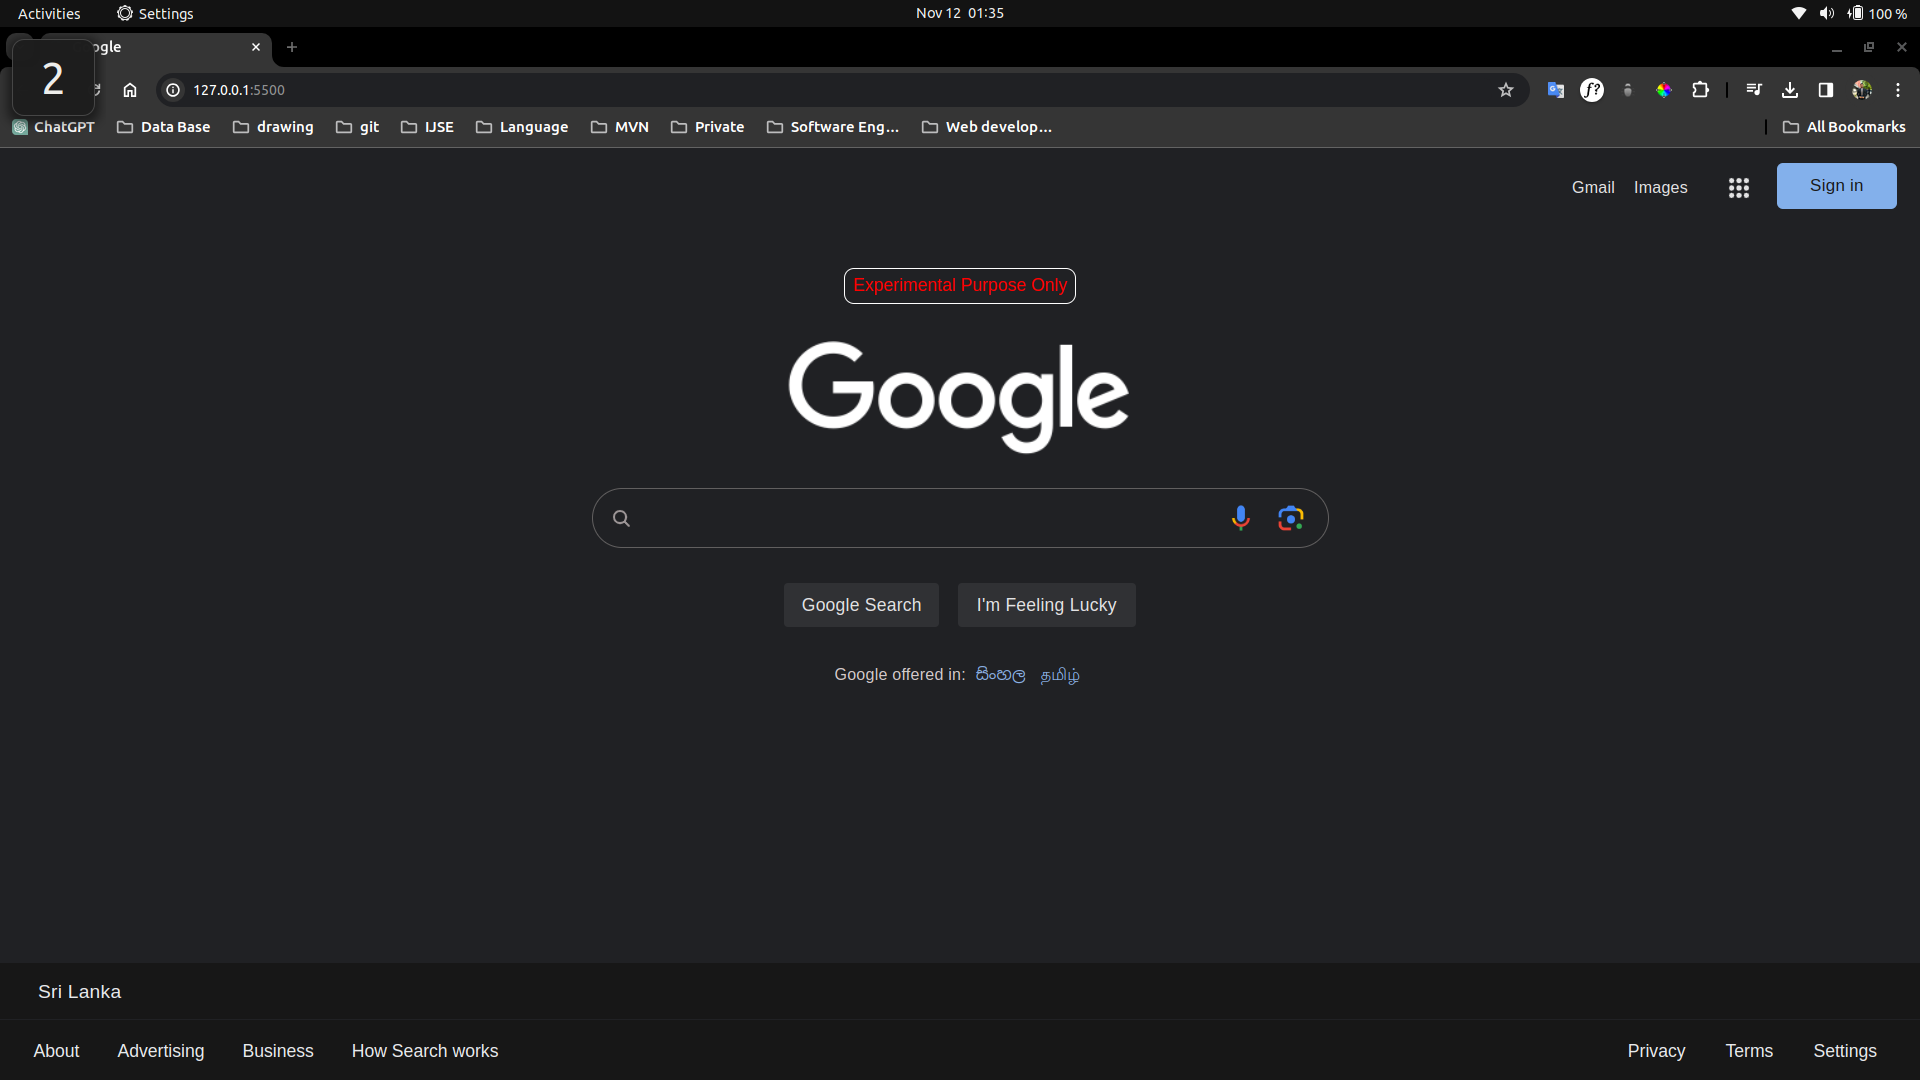 Activities Settings Nov 12 01:35 100 %
2 ogle
127.0.0.1:5500
ChatGPT Data Base drawing git IJSE Language MVN Private Software Eng... Web develop... All Bookmarks
Gmail Images Sign in
Experimental Purpose Only
Google
Google Search I'm Feeling Lucky
Google offered in: සිංහල தமிழ்
Sri Lanka
About Advertising Business How Search works Privacy Terms Settings